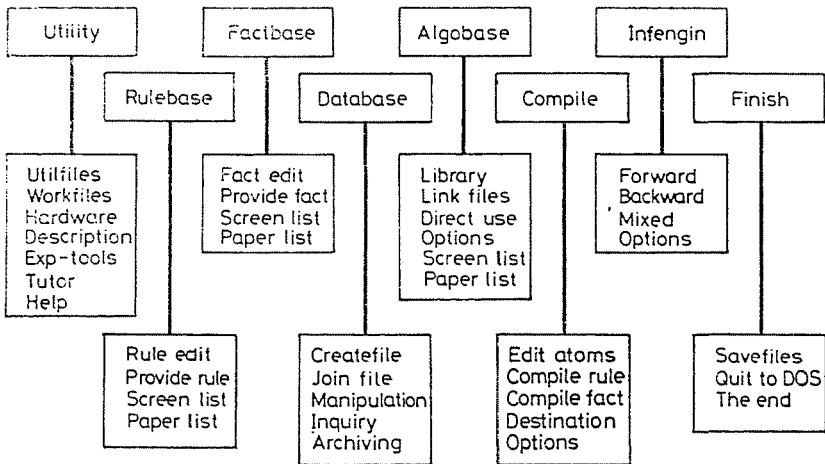 Utility
Factbase
Algobase
Infengin
Rulebase
Database
Compile
Finish
Utilfiles
Workfiles
Hardware
Description
Exp-tools
Tutor
Help
Fact edit
Provide fact
Screen list
Paper list
Library
Link files
Direct use
Options
Screen list
Paper list
Forward
Backward
Mixed
Options
Rule edit
Provide rule
Screen list
Paper list
Createfile
Join file
Manipulation
Inquiry
Archiving
Edit atoms
Compile rule
Compile fact
Destination
Options
Savefiles
Quit to DOS
The end